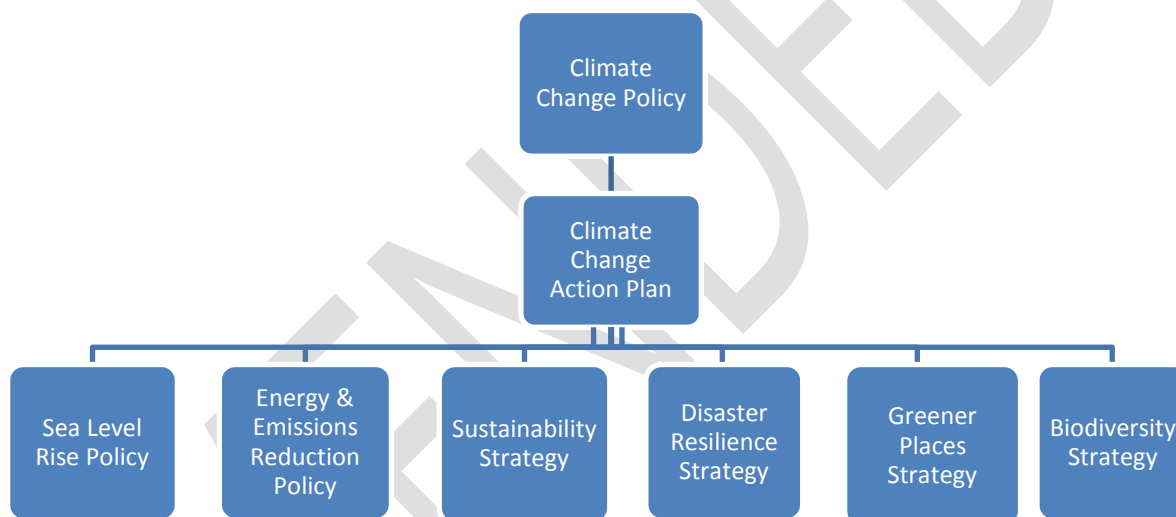 Climate
Change Policy
Climate
Change
Action Plan
Sea Level
Rise Policy
Energy &
Emissions
Reduction
Policy
Sustainability
Strategy
Disaster
Resilience
Strategy
Greener
Places
Strategy
Biodiversity
Strategy